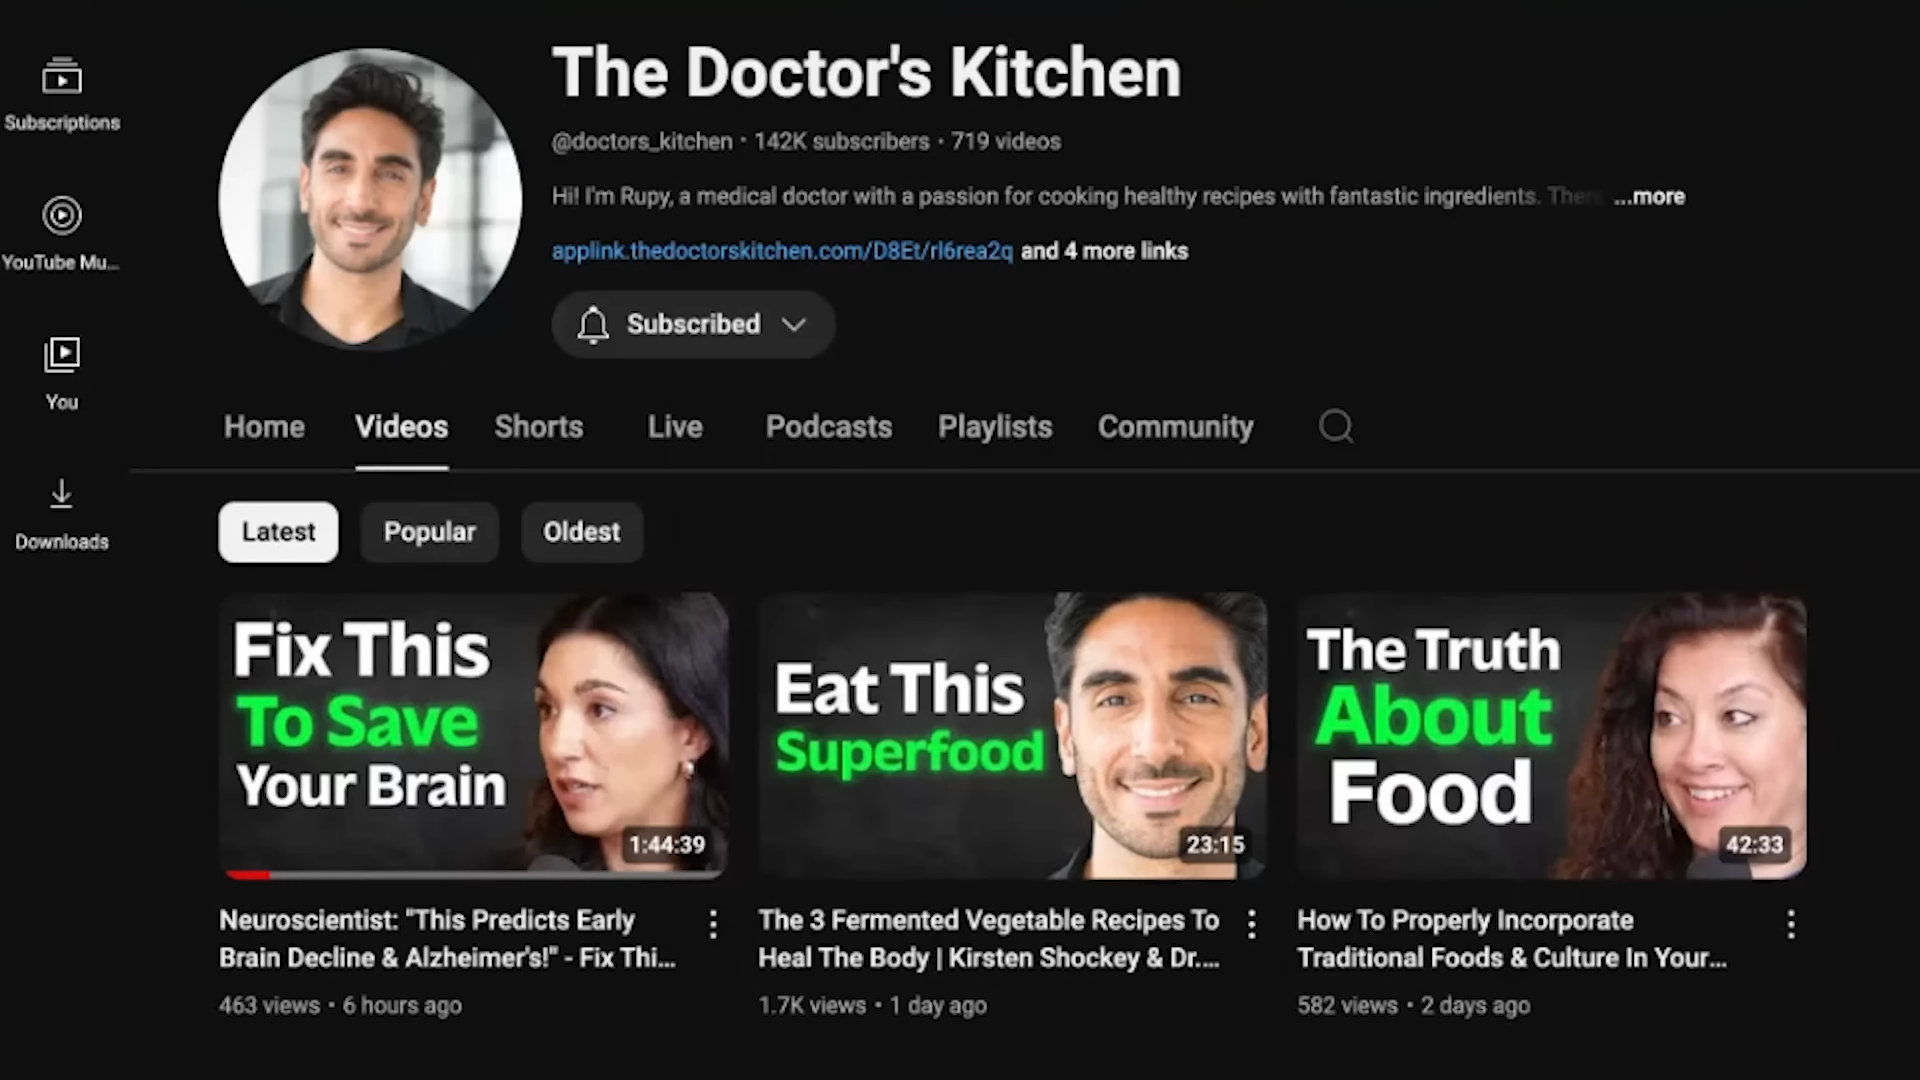 The Doctor's Kitchen
@doctors_kitchen • 142K subscribers • 719 videos
Hi! I'm Rupy, a medical doctor with a passion for cooking healthy recipes with fantastic ingredients. Ther ...more
applink.thedoctorskitchen.com/D8Et/rl6rea2q and 4 more links
Subscribed
Subscriptions
YouTube Mu...
You
Downloads
Home Videos Shorts Live Podcasts Playlists Community
Latest Popular Oldest
Fix This
To Save
Your Brain
1:44:39
Neuroscientist: "This Predicts Early
Brain Decline & Alzheimer's!" - Fix Thi...
463 views • 6 hours ago
Eat This
Superfood
23:15
The 3 Fermented Vegetable Recipes To
Heal The Body | Kirsten Shockey & Dr....
1.7K views • 1 day ago
The Truth
About
Food
42:33
How To Properly Incorporate
Traditional Foods & Culture In Your...
582 views • 2 days ago